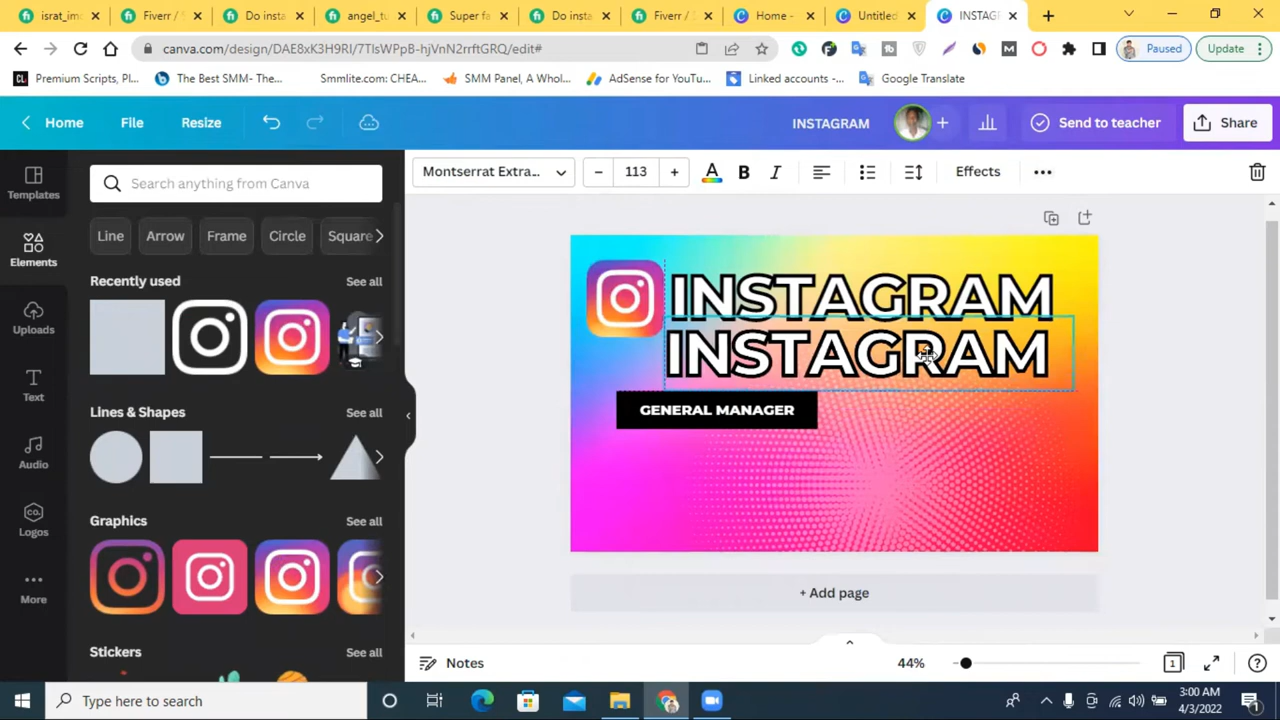 israt_im
Fiverr /
Do insta
angel_tu
Super fa
Do insta
Fiverr /
Home -
Untitled
INSTAGR
canva.com/design/DAE8xK3H9RI/7TIsWPpB-hjVnN2rrftGRQ/edit#
Paused
Update
Premium Scripts, Pl...
The Best SMM- The...
Smmlite.com: CHEA...
SMM Panel, A Whol...
AdSense for YouTu...
Linked accounts -...
Google Translate
Home
File
Resize
INSTAGRAM
Send to teacher
Share
Templates
Elements
Uploads
Text
Audio
Logos
More
Search anything from Canva
Line
Arrow
Frame
Circle
Square
Recently used
See all
Lines & Shapes
See all
Graphics
See all
Stickers
See all
Montserrat Extra...
113
A
B
I
Effects
INSTAGRAM
INSTAGRAM
GENERAL MANAGER
+ Add page
Notes
44%
1
Type here to search
3:00 AM
4/3/2022